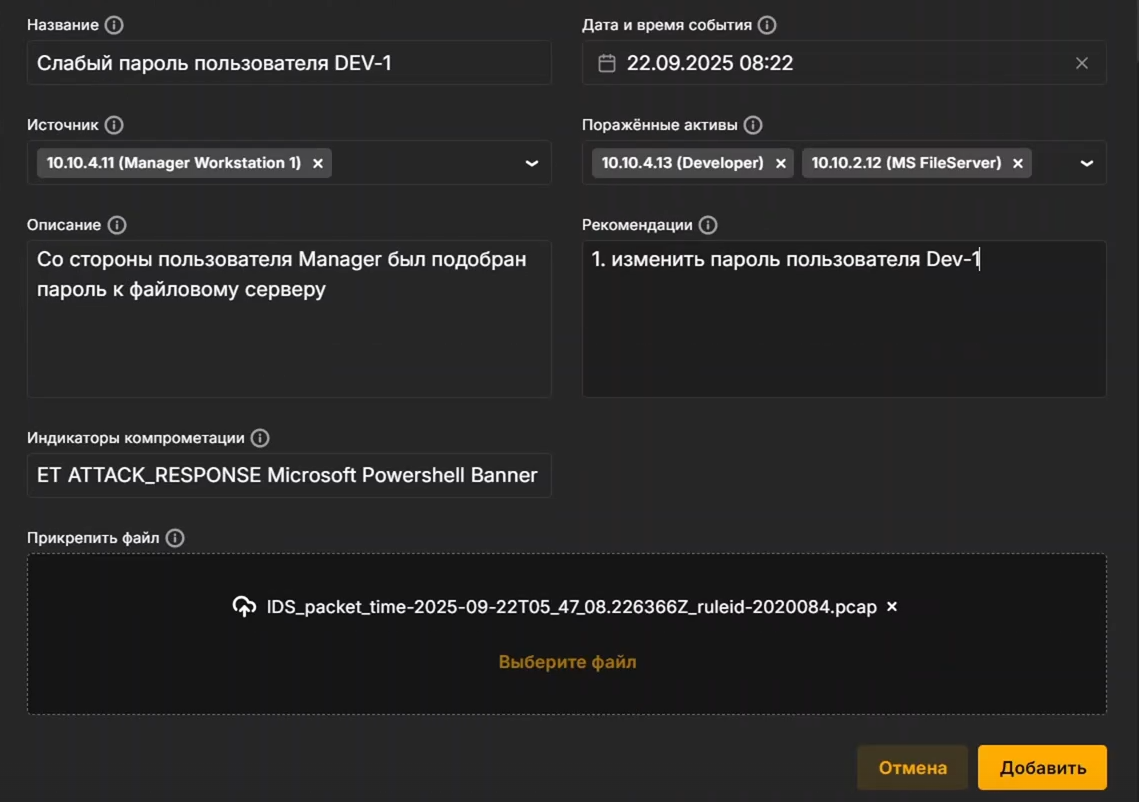 Название
Дата и время события
Слабый пароль пользователя DEV-1
22.09.2025 08:22
Источник
Поражённые активы
10.10.4.11 (Manager Workstation 1)
10.10.4.13 (Developer)
10.10.2.12 (MS FileServer)
Описание
Рекомендации
Со стороны пользователя Manager был подобран
пароль к файловому серверу
1. изменить пароль пользователя Dev-1
Индикаторы компрометации
ET ATTACK_RESPONSE Microsoft Powershell Banner
Прикрепить файл
IDS_packet_time-2025-09-22T05_47_08.226366Z_ruleid-2020084.pcap
Выберите файл
Отмена
Добавить